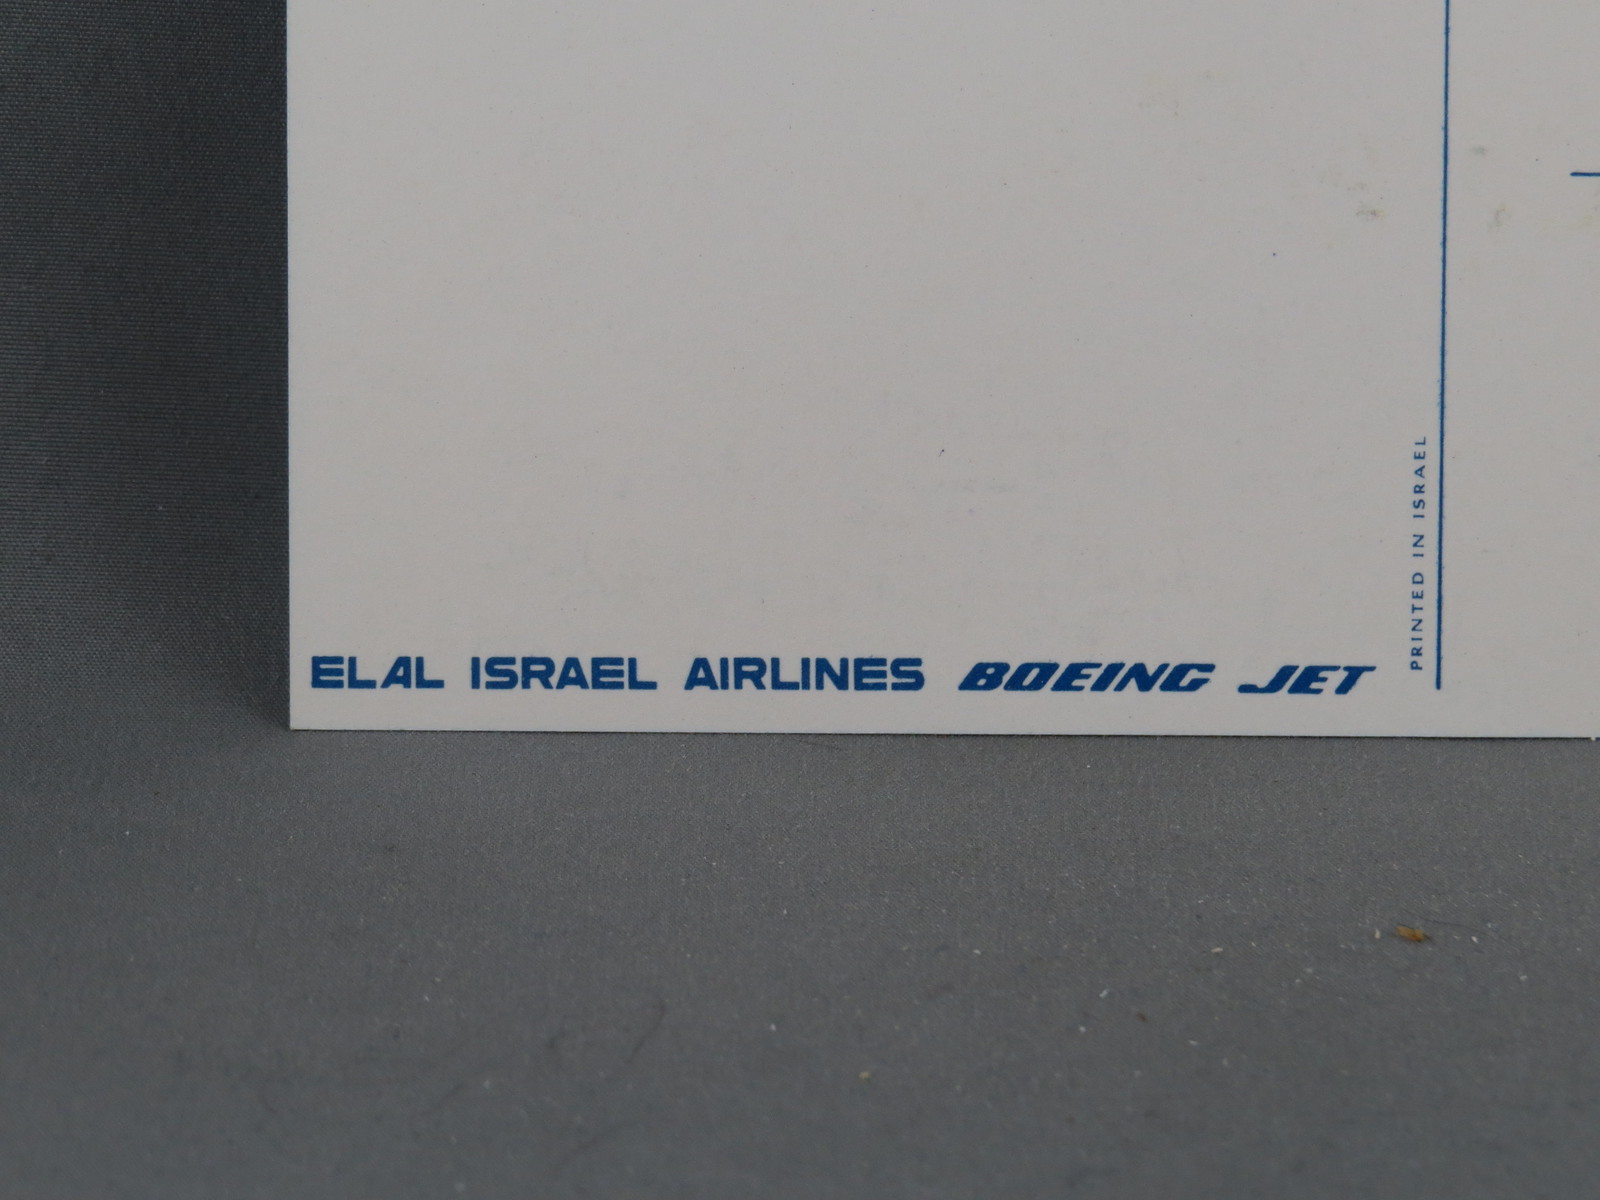 ELAL ISRAEL AIRLINES BOEING JET
PRINTED IN ISRAEL